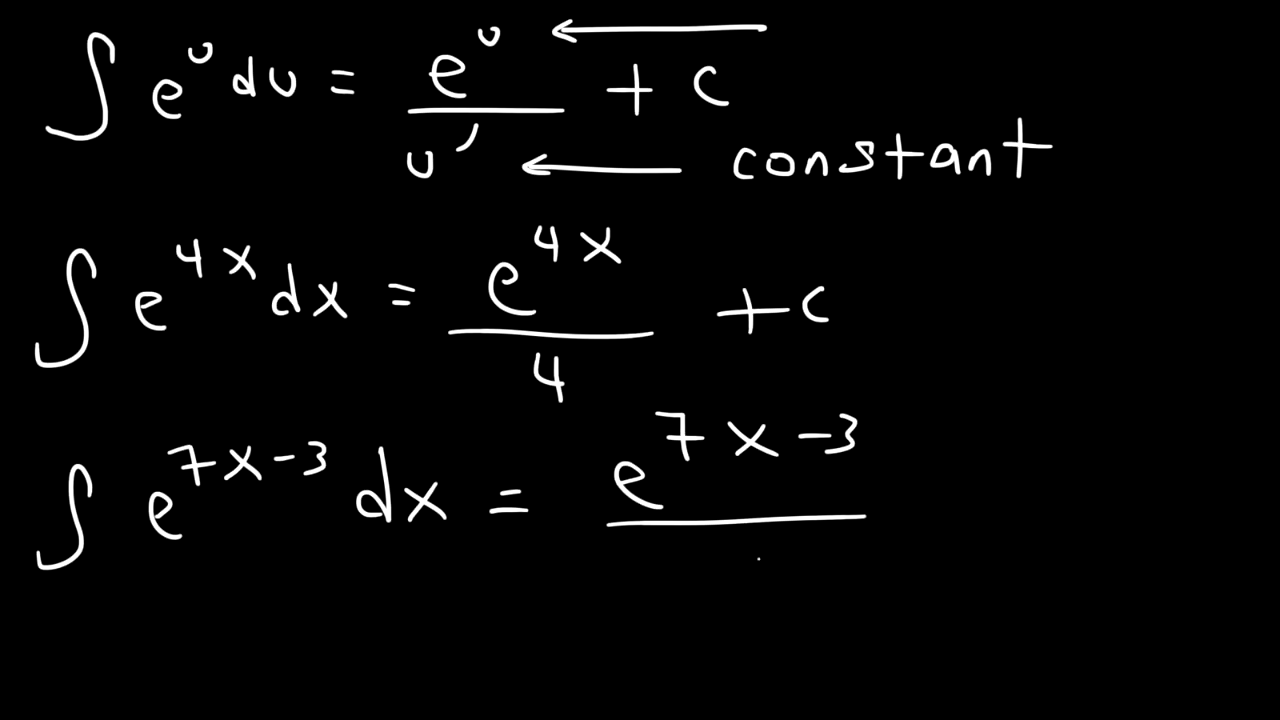 ∫ e^u du = e^u / u' + c
constant
∫ e^4x dx = e^4x / 4 + c
∫ e^7x-3 dx = e^7x-3